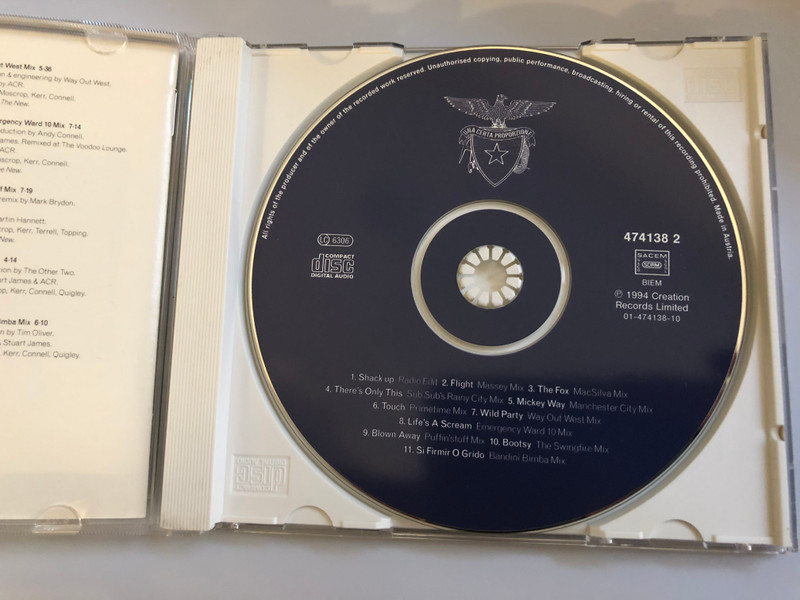 t West Mix 5-36
n & engineering by Way Out West.
by ACR.
Moscrop, Kerr, Connell.
The New.
ergency Ward 10 Mix 7-14
duction by Andy Connell.
ames. Remixed at The Voodoo Lounge.
ACR.
scrop, Kerr, Connell.
e New.
f Mix 7-19
remix by Mark Brydon.
artin Hannett.
rop, Kerr, Terrell, Topping.
New.
4-14
tion by The Other Two.
art James & ACR.
op, Kerr, Connell, Quigley.
imba Mix 6-10
n by Tim Oliver.
Stuart James.
Kerr, Connell, Quigley.
All rights of the producer and of the owner of the recorded work reserved. Unauthorised copying, public performance, broadcasting, hiring or rental of this recording prohibited. Made in Austria.
UNA CERTA PROPORZIONE
LC 6306
COMPACT
disc
DIGITAL AUDIO
474138 2
SACEM
SDRM
BIEM
℗ 1994 Creation
Records Limited
01-474138-10
1. Shack up Radio Edit 2. Flight Massey Mix 3. The Fox MacSilva Mix
4. There's Only This Sub Sub's Rainy City Mix 5. Mickey Way Manchester City Mix
6. Touch Primetime Mix 7. Wild Party Way Out West Mix
8. Life's A Scream Emergency Ward 10 Mix
9. Blown Away Puffin'stuff Mix 10. Bootsy The Swingfire Mix
11. Si Firmir O Grido Bandini Bimba Mix
disc